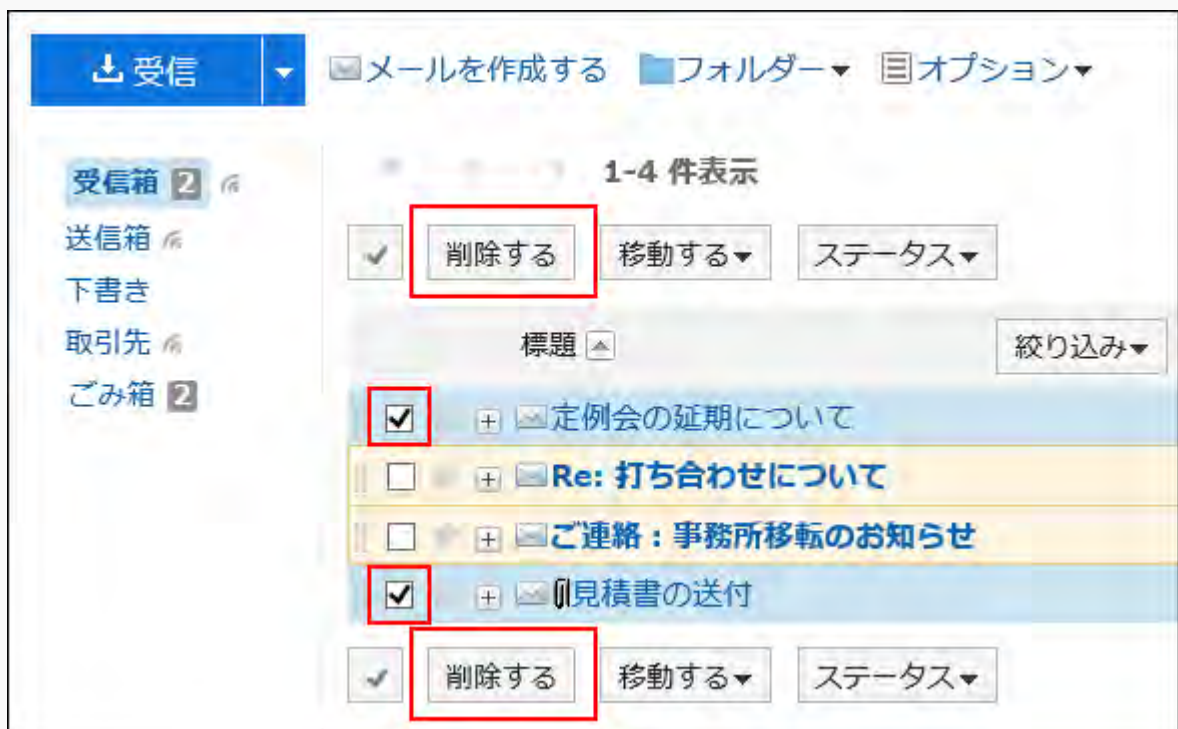 受信 メールを作成する フォルダー オプション
1-4 件表示
受信箱 2
送信箱
下書き
取引先
ごみ箱 2
削除する 移動する ステータス
標題 絞り込み
定例会の延期について
Re: 打ち合わせについて
ご連絡：事務所移転のお知らせ
見積書の送付
削除する 移動する ステータス